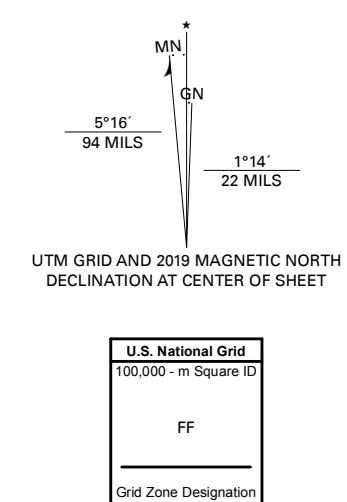 ★
MN
GN
5°16´
94 MILS
1°14´
22 MILS
UTM GRID AND 2019 MAGNETIC NORTH
DECLINATION AT CENTER OF SHEET
U.S. National Grid
100,000 - m Square ID
FF
Grid Zone Designation